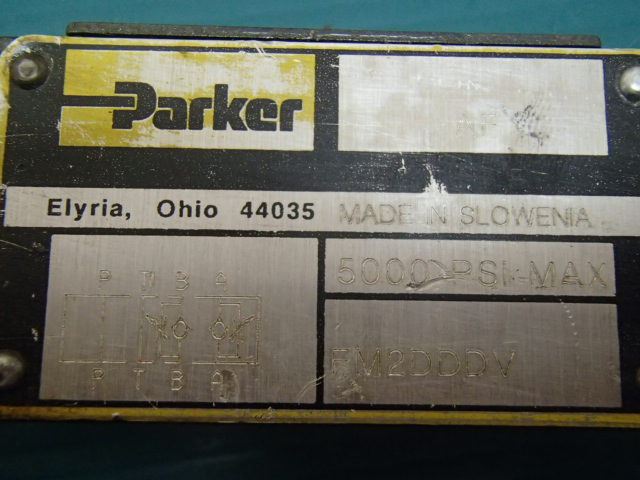 Parker
Elyria, Ohio 44035 MADE IN SLOWENIA
5000 PSI-MAX
P T B A
P T B A
FM2DDDV